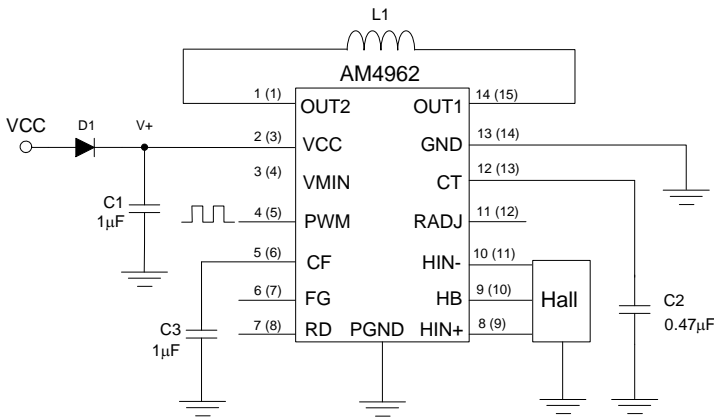 L1
AM4962
1 (1)
OUT2
OUT1
14 (15)
VCC
D1
V+
2 (3)
VCC
GND
13 (14)
3 (4)
VMIN
CT
12 (13)
C1
1μF
4 (5)
PWM
RADJ
11 (12)
5 (6)
CF
HIN-
10 (11)
6 (7)
FG
HB
9 (10)
Hall
C2
0.47μF
C3
1μF
7 (8)
RD
PGND
HIN+
8 (9)